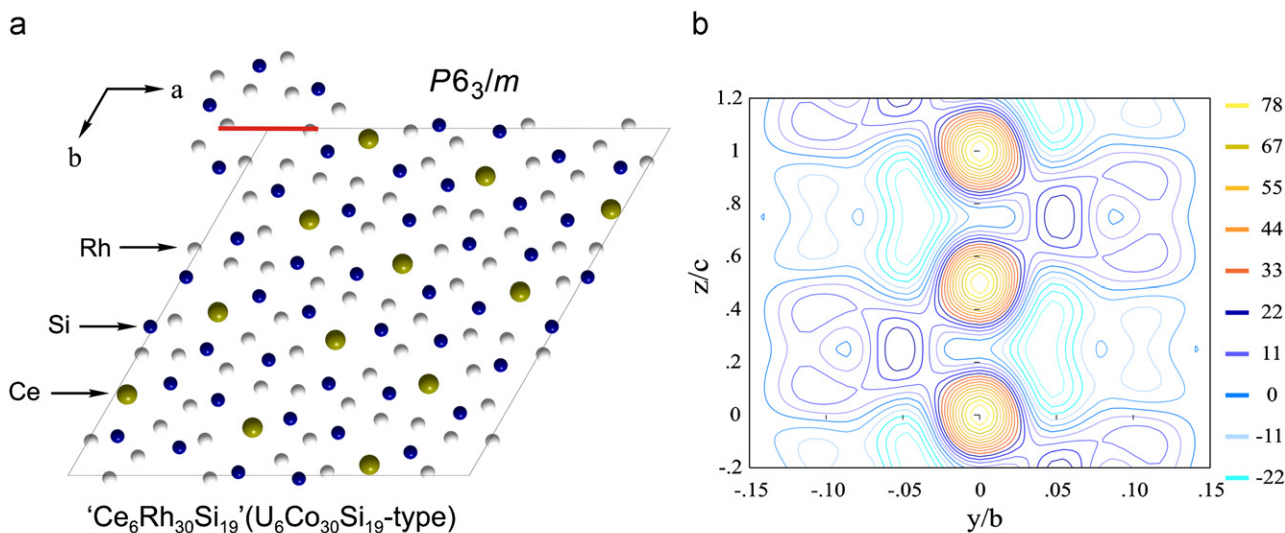 a
b
a
b
P6₃/m
Rh
Si
Ce
'Ce₆Rh₃₀Si₁₉'(U₆Co₃₀Si₁₉-type)
1.2
1
.8
.6
.4
.2
0
-.2
z/c
-.15
-.10
-.05
0
.05
.10
.15
y/b
78
67
55
44
33
22
11
0
-11
-22